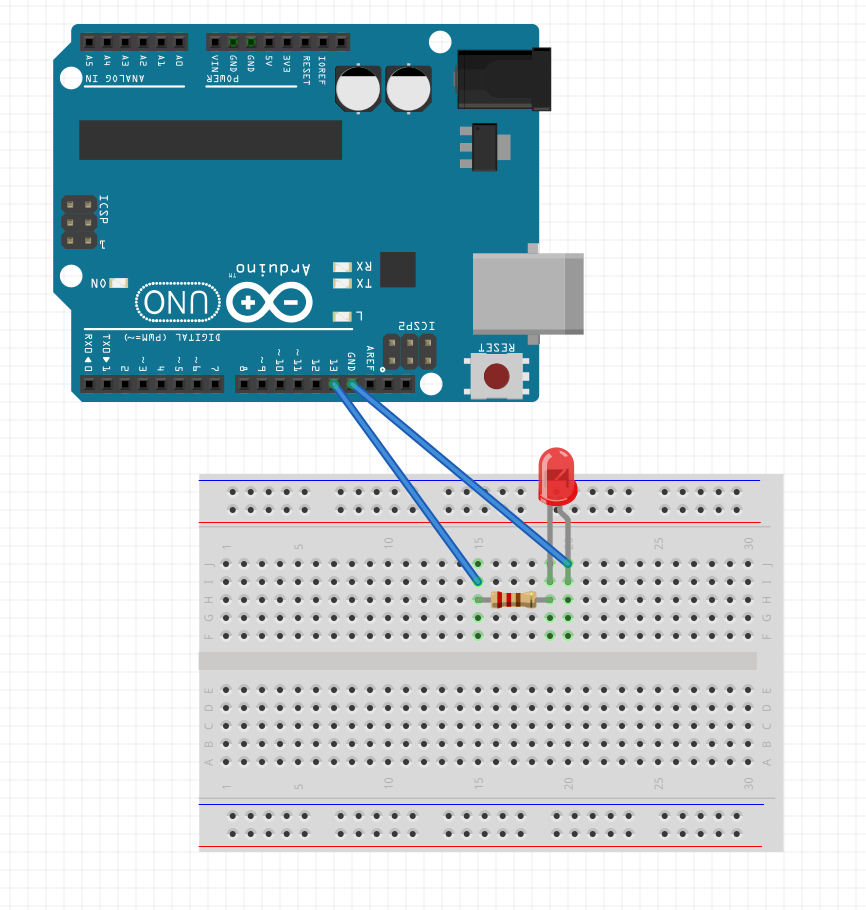 A5 A4 A3 A2 A1 A0
VIN GND GND 5V 3V3 RESET IOREF
ANALOG IN
POWER
ICSP
1
ON
UNO
Arduino™
RX
TX
L
DIGITAL (PWM=~)
ICSP2
RESET
RX0◄0 TX0►1 2 ~3 4 ~5 ~6 7
8 ~9 ~10 ~11 12 13 GND AREF
1 5 10 15 25 30
J J
I I
H H
G G
F F
E E
D D
C C
B B
A A
1 5 10 15 20 25 30